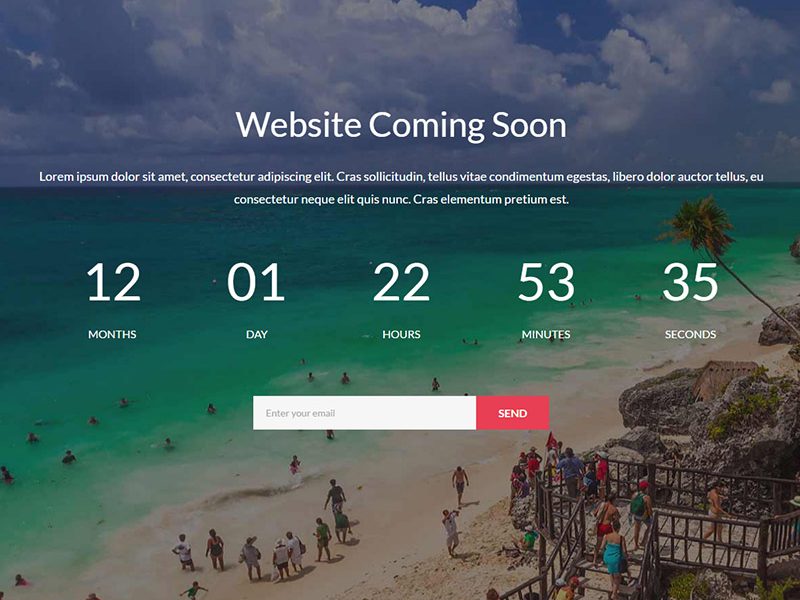 Website Coming Soon
Lorem ipsum dolor sit amet, consectetur adipiscing elit. Cras sollicitudin, tellus vitae condimentum egestas, libero dolor auctor tellus, eu
consectetur neque elit quis nunc. Cras elementum pretium est.
12 01 22 53 35
MONTHS DAY HOURS MINUTES SECONDS
Enter your email SEND